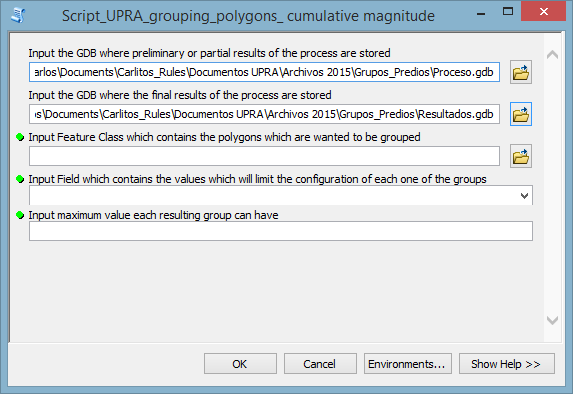 Script_UPRA_grouping_polygons_ cumulative magnitude
Input the GDB where preliminary or partial results of the process are stored
arlos\Documents\Carlitos_Rules\Documentos UPRA\Archivos 2015\Grupos_Predios\Proceso.gdb
Input the GDB where the final results of the process are stored
os\Documents\Carlitos_Rules\Documentos UPRA\Archivos 2015\Grupos_Predios\Resultados.gdb
Input Feature Class which contains the polygons which are wanted to be grouped
Input Field which contains the values which will limit the configuration of each one of the groups
Input maximum value each resulting group can have
OK Cancel Environments... Show Help >>